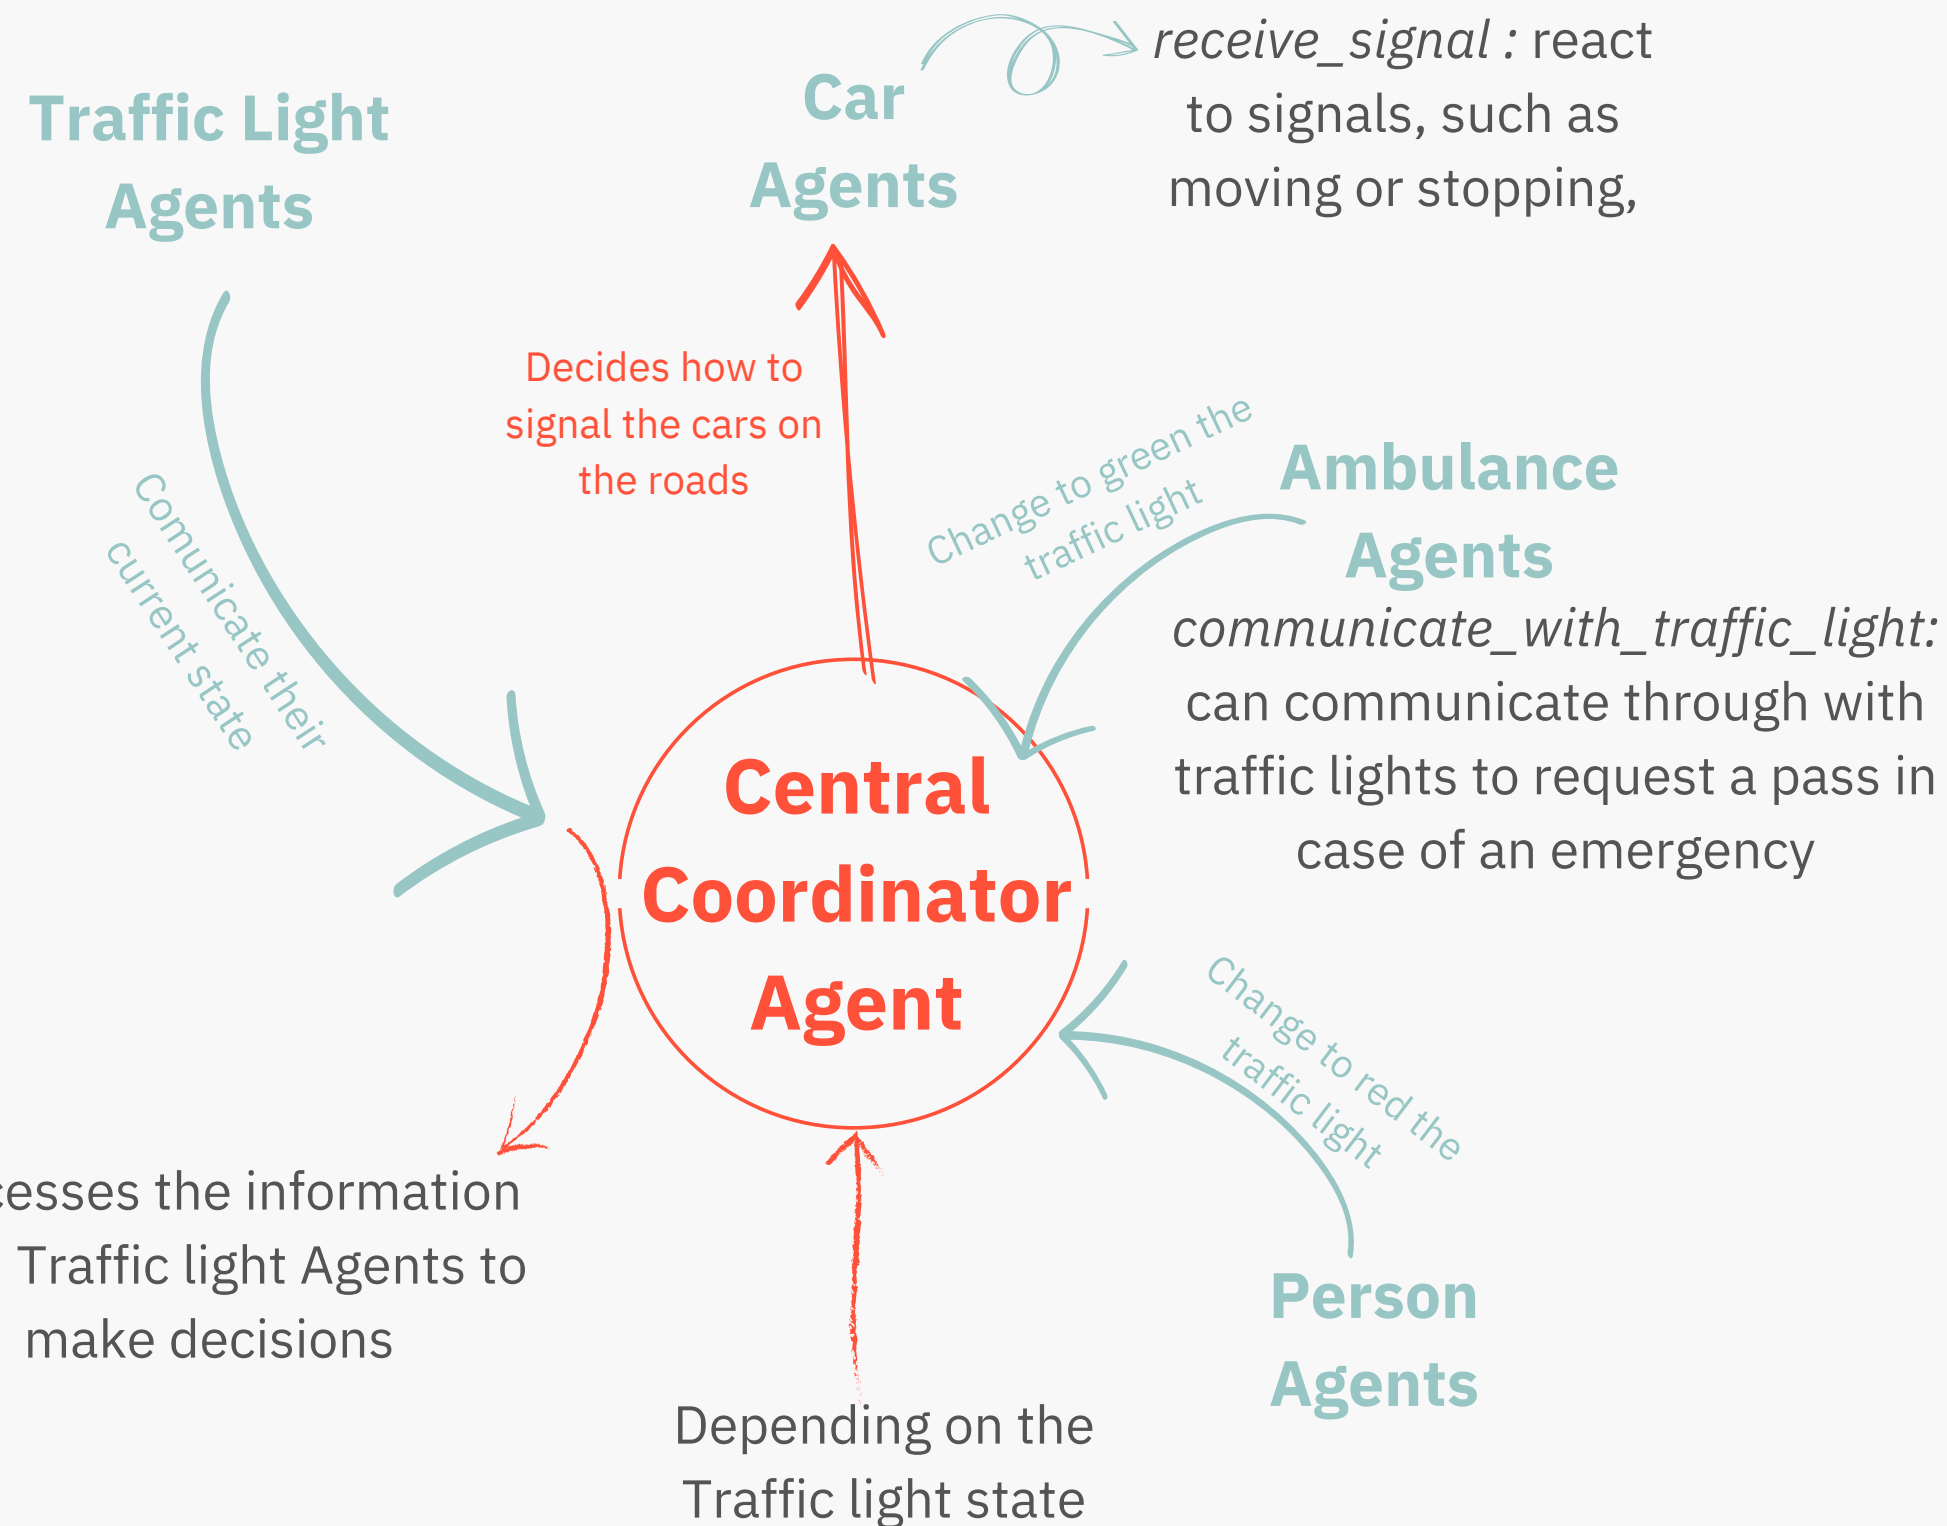 receive_signal : react
to signals, such as
moving or stopping,
Car
Agents
Traffic Light
Agents
Decides how to
signal the cars on
the roads
Change to green the
traffic light
Ambulance
Agents
communicate_with_traffic_light:
can communicate through with
traffic lights to request a pass in
case of an emergency
Comunicate their
current state
Central
Coordinator
Agent
Change to red the
traffic light
the information
Traffic light Agents to
make decisions
Person
Agents
Depending on the
Traffic light state